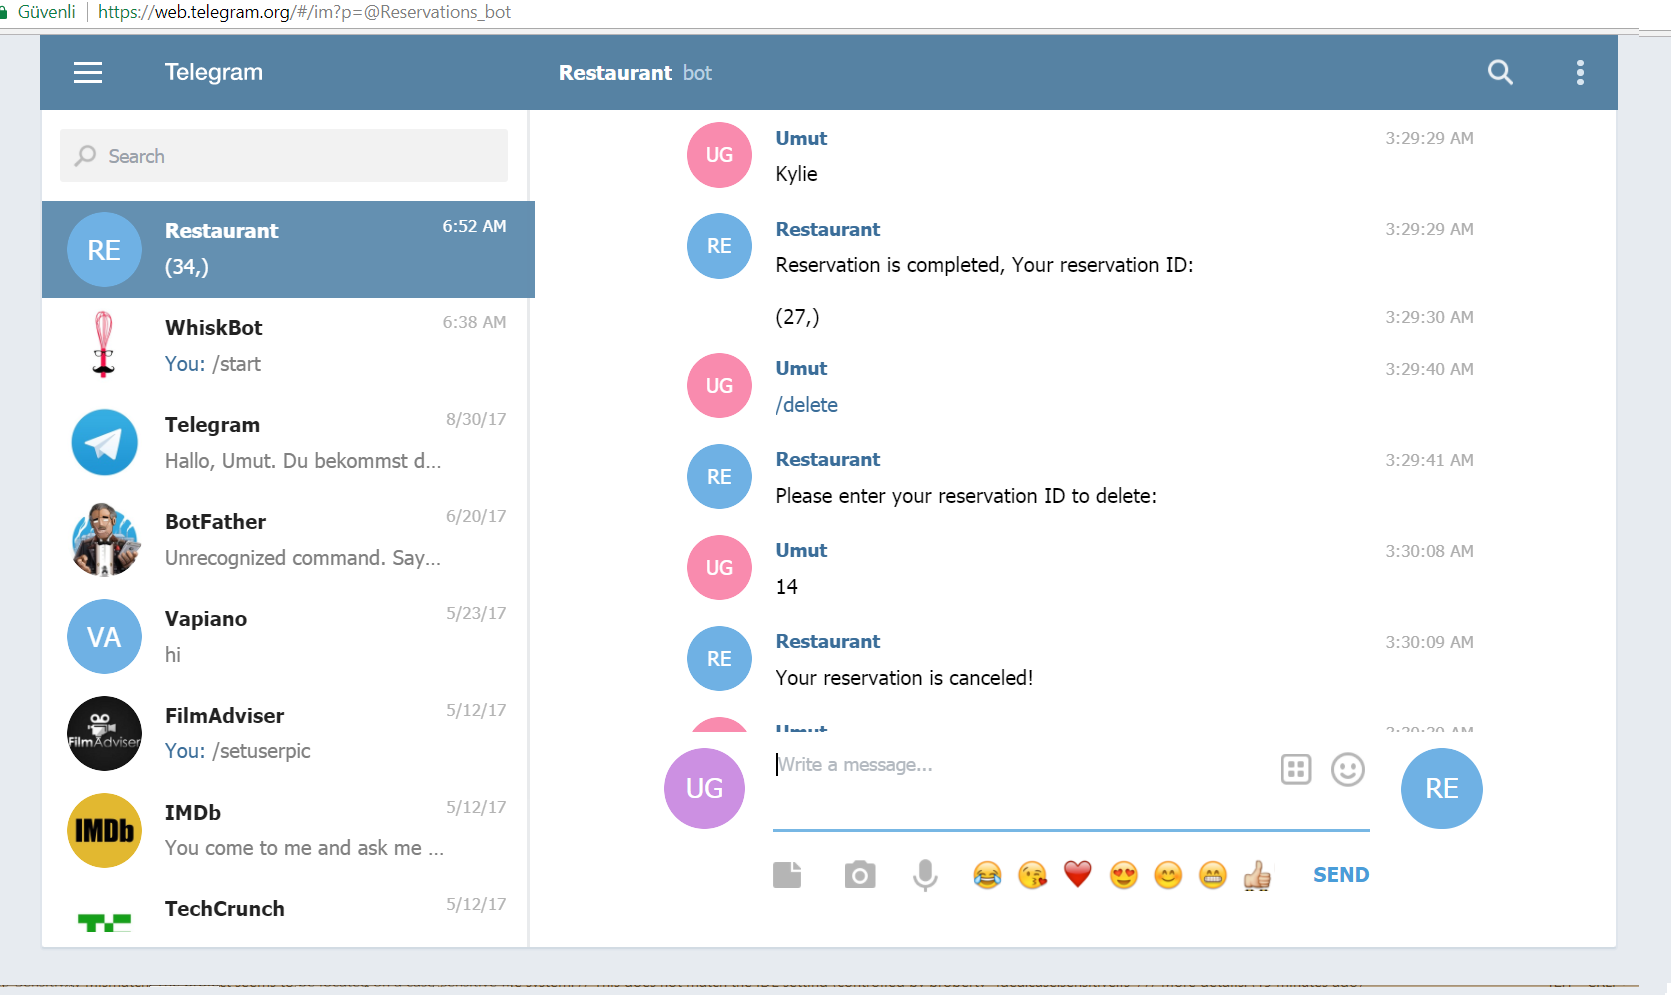 Güvenli https://web.telegram.org/#/im?p=@Reservations_bot
Telegram
Restaurant bot
Search
Restaurant 6:52 AM
RE
(34,)
WhiskBot 6:38 AM
You: /start
Telegram 8/30/17
Hallo, Umut. Du bekommst d...
BotFather 6/20/17
Unrecognized command. Say...
Vapiano 5/23/17
VA
hi
FilmAdviser 5/12/17
FilmAdviser
You: /setuserpic
IMDb 5/12/17
IMDb
You come to me and ask me ...
TechCrunch 5/12/17
TC
Umut 3:29:29 AM
UG
Kylie
Restaurant 3:29:29 AM
RE
Reservation is completed, Your reservation ID:
(27,) 3:29:30 AM
Umut 3:29:40 AM
UG
/delete
Restaurant 3:29:41 AM
RE
Please enter your reservation ID to delete:
Umut 3:30:08 AM
UG
14
Restaurant 3:30:09 AM
RE
Your reservation is canceled!
Umut
UG
Write a message...
RE
SEND